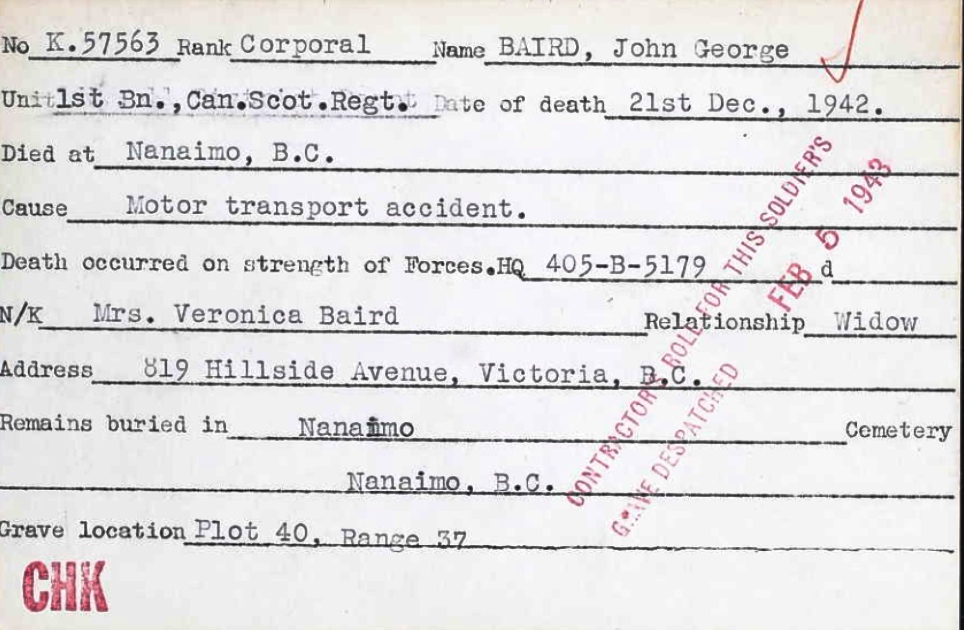 No K.57563 Rank Corporal Name BAIRD, John George
Unit 1st Bn.,Can.Scot.Regt. Date of death 21st Dec., 1942.
Died at Nanaimo, B.C.
Cause Motor transport accident.
Death occurred on strength of Forces.HQ 405-B-5179 d
N/K Mrs. Veronica Baird Relationship Widow
Address 819 Hillside Avenue, Victoria, B.C.
Remains buried in Nanaimo Cemetery
Nanaimo, B.C.
Grave location Plot 40, Range 37
CONTRACTOR'S ROLL FOR THIS SOLDIER'S
GRAVE DESPATCHED FEB 5 1943
CHK